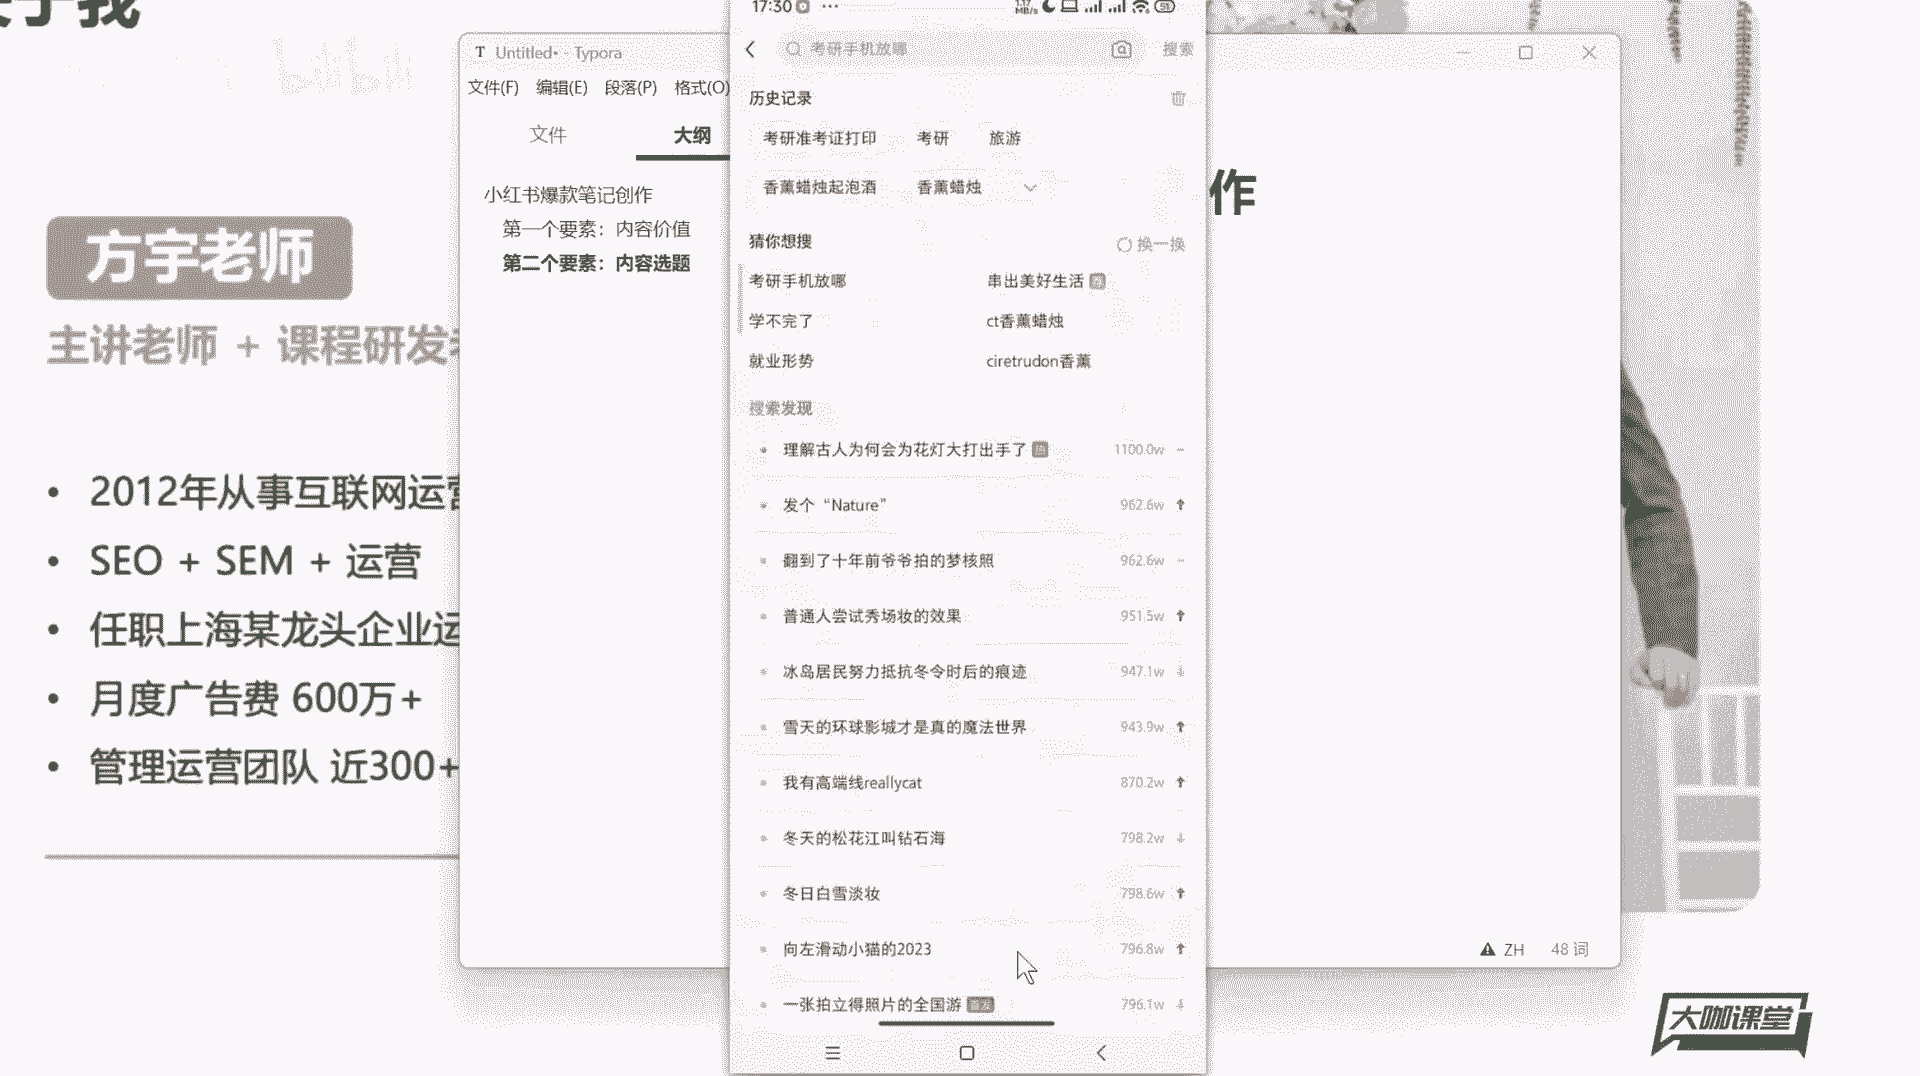 于我
bilibili
方宇老师
主讲老师 + 课程研发
2012年从事互联网运营
SEO + SEM + 运营
任职上海某龙头企业运
月度广告费 600万+
管理运营团队 近300+
Untitled• - Typora
文件(F) 编辑(E) 段落(P) 格式(O)
文件 大纲
小红书爆款笔记创作
第一个要素：内容价值
第二个要素：内容选题
作
17:30 ···
考研手机放哪 搜索
历史记录
考研准考证打印 考研 旅游
香薰蜡烛起泡酒 香薰蜡烛
猜你想搜 换一换
考研手机放哪 串出美好生活
学不完了 ct香薰蜡烛
就业形势 ciretrudon香薰
搜索发现
理解古人为何会为花灯大打出手了 热 1100.0w
发个“Nature” 962.6w
翻到了十年前爷爷拍的梦核照 962.6w
普通人尝试秀场妆的效果 951.5w
冰岛居民努力抵抗冬令时后的痕迹 947.1w
雪天的环球影城才是真的魔法世界 943.9w
我有高端线reallycat 870.2w
冬天的松花江叫钻石海 798.2w
冬日白雪淡妆 798.6w
向左滑动小猫的2023 796.8w
一张拍立得照片的全国游 首发 796.1w
ZH 48 词
大咖课堂